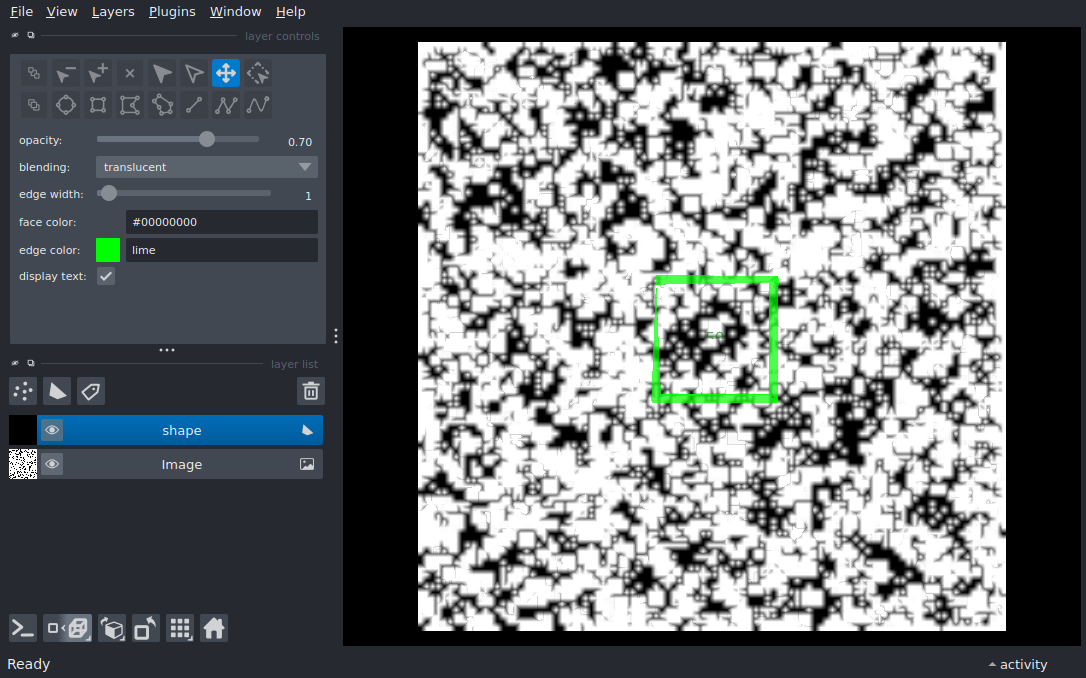 File View Layers Plugins Window Help
layer controls
opacity: 0.70
blending: translucent
edge width: 1
face color: #00000000
edge color: lime
display text:
layer list
shape
Image
Ready
activity